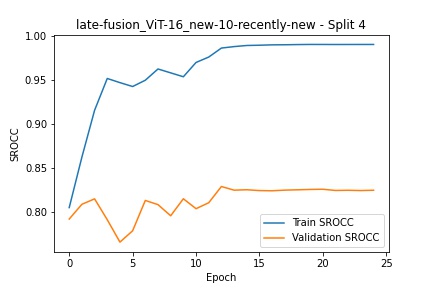 late-fusion_ViT-16_new-10-recently-new - Split 4
1.00
0.95
0.90
0.85
0.80
SROCC
Train SROCC
Validation SROCC
0 5 10 15 20 25
Epoch